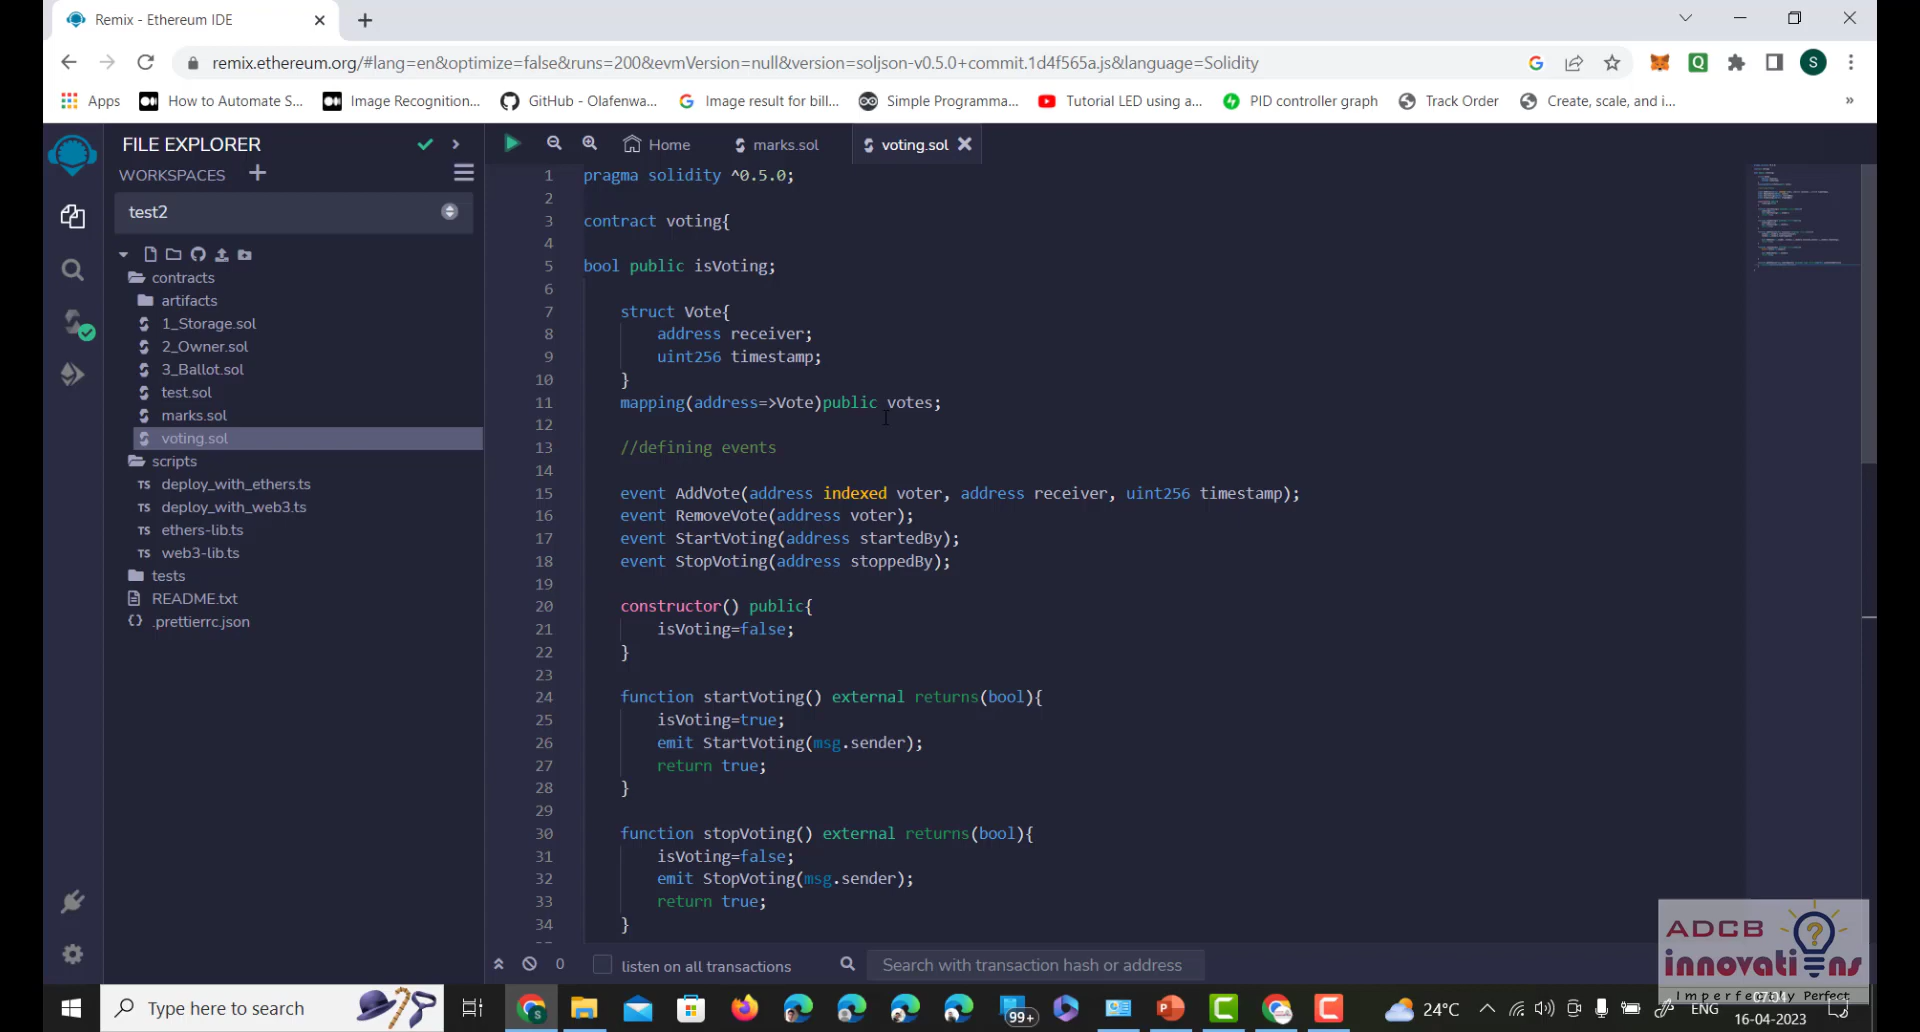 Remix - Ethereum IDE
remix.ethereum.org/#lang=en&optimize=false&runs=200&evmVersion=null&version=soljson-v0.5.0+commit.1d4f565a.js&language=Solidity
S
Apps
How to Automate S...
Image Recognition...
GitHub - Olafenwa...
Image result for bill...
Simple Programma...
Tutorial LED using a...
PID controller graph
Track Order
Create, scale, and i...
»
FILE EXPLORER
WORKSPACES
test2
contracts
artifacts
1_Storage.sol
2_Owner.sol
3_Ballot.sol
test.sol
marks.sol
voting.sol
scripts
TS deploy_with_ethers.ts
TS deploy_with_web3.ts
TS ethers-lib.ts
TS web3-lib.ts
tests
README.txt
{} .prettierrc.json
Home
marks.sol
voting.sol
1 pragma solidity ^0.5.0;
2
3 contract voting{
4
5 bool public isVoting;
6
7 struct Vote{
8 address receiver;
9 uint256 timestamp;
10 }
11 mapping(address=>Vote)public votes;
12
13 //defining events
14
15 event AddVote(address indexed voter, address receiver, uint256 timestamp);
16 event RemoveVote(address voter);
17 event StartVoting(address startedBy);
18 event StopVoting(address stoppedBy);
19
20 constructor() public{
21 isVoting=false;
22 }
23
24 function startVoting() external returns(bool){
25 isVoting=true;
26 emit StartVoting(msg.sender);
27 return true;
28 }
29
30 function stopVoting() external returns(bool){
31 isVoting=false;
32 emit StopVoting(msg.sender);
33 return true;
34 }
0
listen on all transactions
Search with transaction hash or address
ADCB
innovations
Imperfectly Perfect
Type here to search
99+
24°C
ENG
16-04-2023